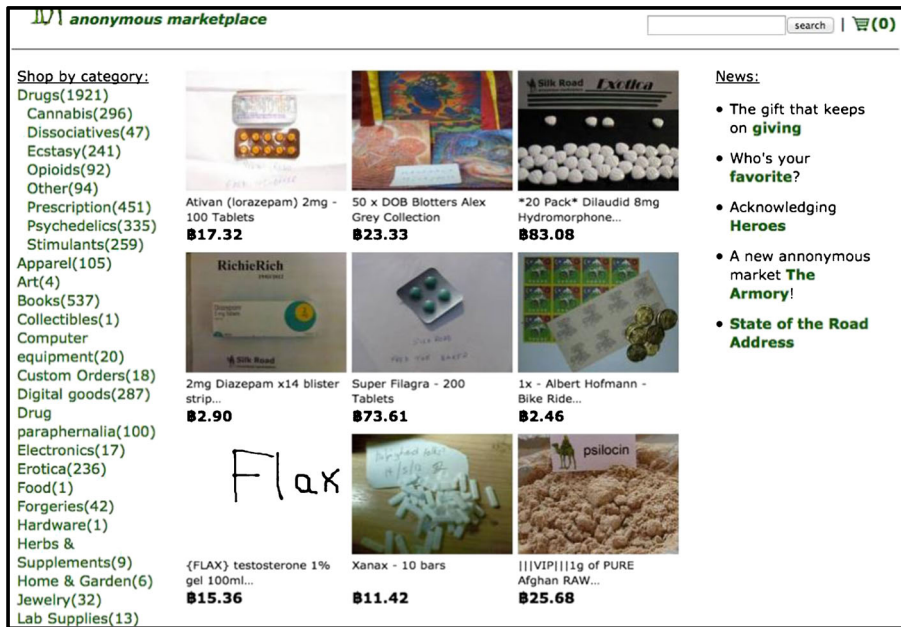 anonymous marketplace
search | (0)
Shop by category:
Drugs(1921)
Cannabis(296)
Dissociatives(47)
Ecstasy(241)
Opioids(92)
Other(94)
Prescription(451)
Psychedelics(335)
Stimulants(259)
Apparel(105)
Art(4)
Books(537)
Collectibles(1)
Computer
equipment(20)
Custom Orders(18)
Digital goods(287)
Drug
paraphernalia(100)
Electronics(17)
Erotica(236)
Food(1)
Forgeries(42)
Hardware(1)
Herbs &
Supplements(9)
Home & Garden(6)
Jewelry(32)
Lab Supplies(13)
Ativan (lorazepam) 2mg -
100 Tablets
฿17.32
50 x DOB Blotters Alex
Grey Collection
฿23.33
Silk Road
Exotica
*20 Pack* Dilaudid 8mg
Hydromorphone...
฿83.08
RichieRich
Diazepam
Silk Road
2mg Diazepam x14 blister
strip...
฿2.90
Silk Road
Super Filagra - 200
Tablets
฿73.61
1x - Albert Hofmann -
Bike Ride...
฿2.46
Flax
{FLAX} testosterone 1%
gel 100ml...
฿15.36
Xanax - 10 bars
฿11.42
psilocin
|||VIP|||1g of PURE
Afghan RAW...
฿25.68
News:
The gift that keeps
on giving
Who's your
favorite?
Acknowledging
Heroes
A new annonymous
market The
Armory!
State of the Road
Address